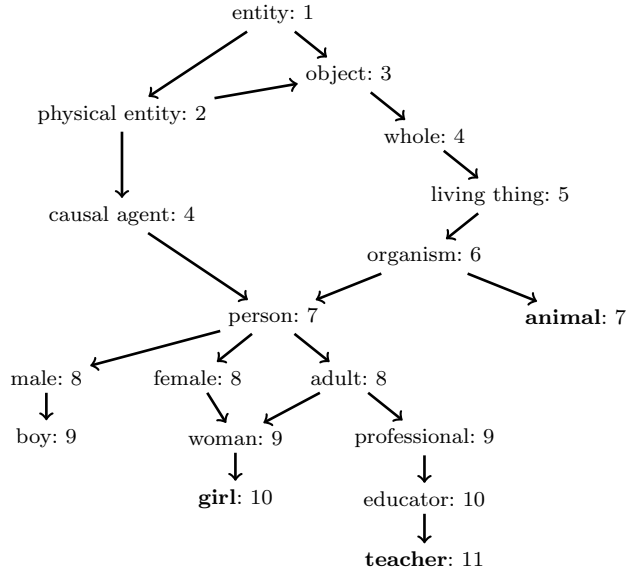 entity: 1
object: 3
physical entity: 2
whole: 4
living thing: 5
causal agent: 4
organism: 6
person: 7
animal: 7
male: 8
female: 8
adult: 8
boy: 9
woman: 9
professional: 9
girl: 10
educator: 10
teacher: 11